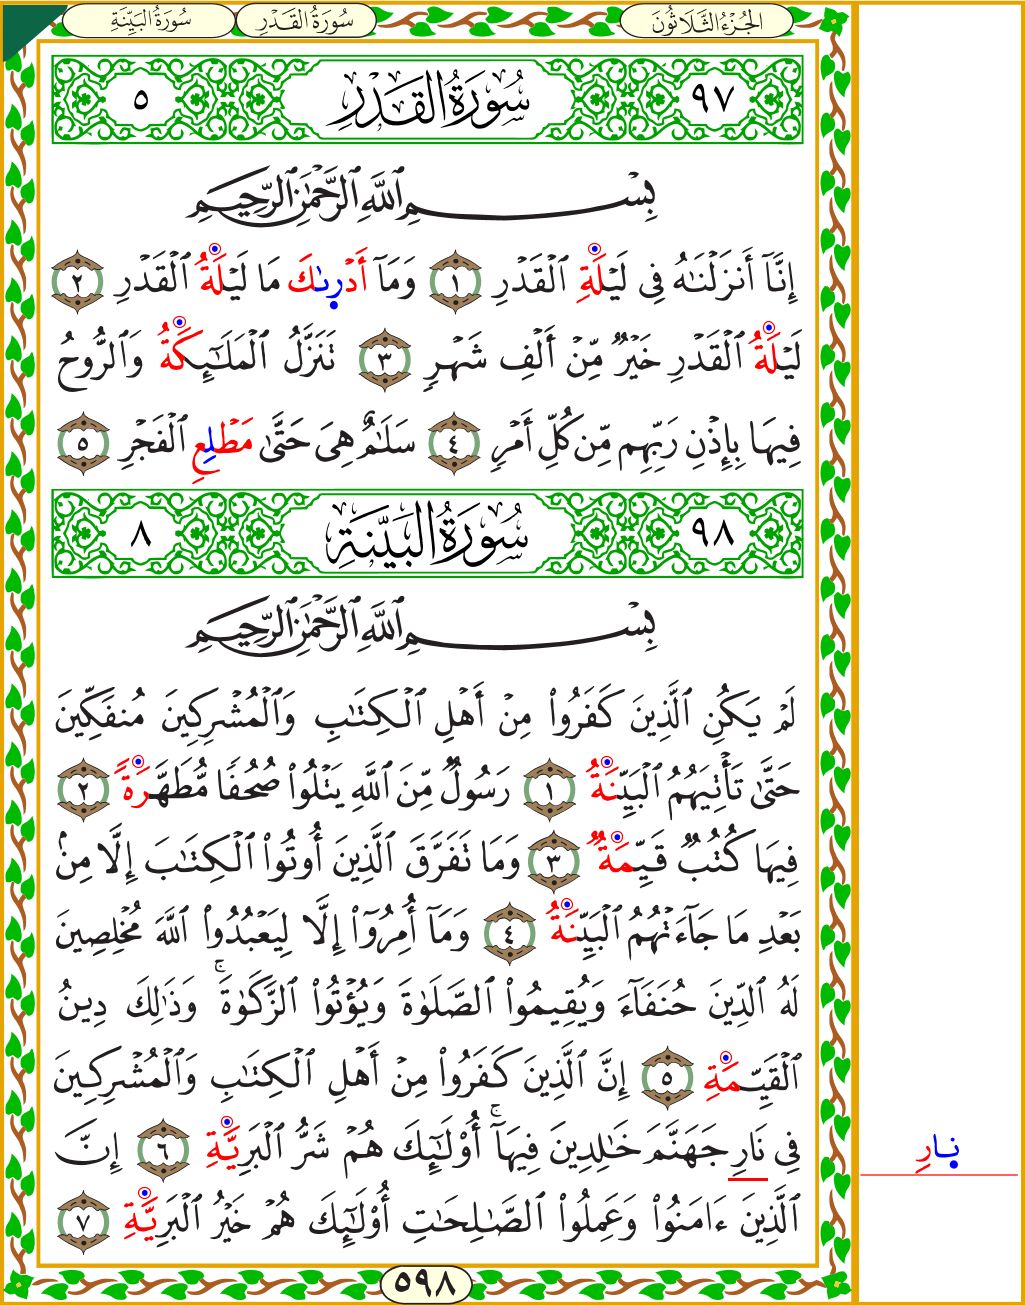 الجُزْءُ الثَّلَاثُونَ سُورَةُ القَدْرِ سُورَةُ البَيِّنَةِ
٩٧ سُورَةُ القَدْرِ ٥
بِسْمِ ٱللَّهِ ٱلرَّحْمَٰنِ ٱلرَّحِيمِ
إِنَّآ أَنزَلْنَٰهُ فِى لَيْلَةِ ٱلْقَدْرِ ١ وَمَآ أَدْرِىٰكَ مَا لَيْلَةُ ٱلْقَدْرِ ٢
لَيْلَةُ ٱلْقَدْرِ خَيْرٌ مِّنْ أَلْفِ شَهْرٍ ٣ تَنَزَّلُ ٱلْمَلَٰٓئِكَةُ وَٱلرُّوحُ
فِيهَا بِإِذْنِ رَبِّهِم مِّن كُلِّ أَمْرٍ ٤ سَلَٰمٌ هِىَ حَتَّىٰ مَطْلِعِ ٱلْفَجْرِ ٥
٩٨ سُورَةُ البَيِّنَةِ ٨
بِسْمِ ٱللَّهِ ٱلرَّحْمَٰنِ ٱلرَّحِيمِ
لَمْ يَكُنِ ٱلَّذِينَ كَفَرُوا۟ مِنْ أَهْلِ ٱلْكِتَٰبِ وَٱلْمُشْرِكِينَ مُنفَكِّينَ
حَتَّىٰ تَأْتِيَهُمُ ٱلْبَيِّنَةُ ١ رَسُولٌ مِّنَ ٱللَّهِ يَتْلُوا۟ صُحُفًا مُّطَهَّرَةً ٢
فِيهَا كُتُبٌ قَيِّمَةٌ ٣ وَمَا تَفَرَّقَ ٱلَّذِينَ أُوتُوا۟ ٱلْكِتَٰبَ إِلَّا مِنۢ
بَعْدِ مَا جَآءَتْهُمُ ٱلْبَيِّنَةُ ٤ وَمَآ أُمِرُوٓا۟ إِلَّا لِيَعْبُدُوا۟ ٱللَّهَ مُخْلِصِينَ
لَهُ ٱلدِّينَ حُنَفَآءَ وَيُقِيمُوا۟ ٱلصَّلَوٰةَ وَيُؤْتُوا۟ ٱلزَّكَوٰةَ ۚ وَذَٰلِكَ دِينُ
ٱلْقَيِّمَةِ ٥ إِنَّ ٱلَّذِينَ كَفَرُوا۟ مِنْ أَهْلِ ٱلْكِتَٰبِ وَٱلْمُشْرِكِينَ
فِى نَارِ جَهَنَّمَ خَٰلِدِينَ فِيهَآ ۚ أُو۟لَٰٓئِكَ هُمْ شَرُّ ٱلْبَرِيَّةِ ٦ إِنَّ
نارِ
ٱلَّذِينَ ءَامَنُوا۟ وَعَمِلُوا۟ ٱلصَّٰلِحَٰتِ أُو۟لَٰٓئِكَ هُمْ خَيْرُ ٱلْبَرِيَّةِ ٧
٥٩٨